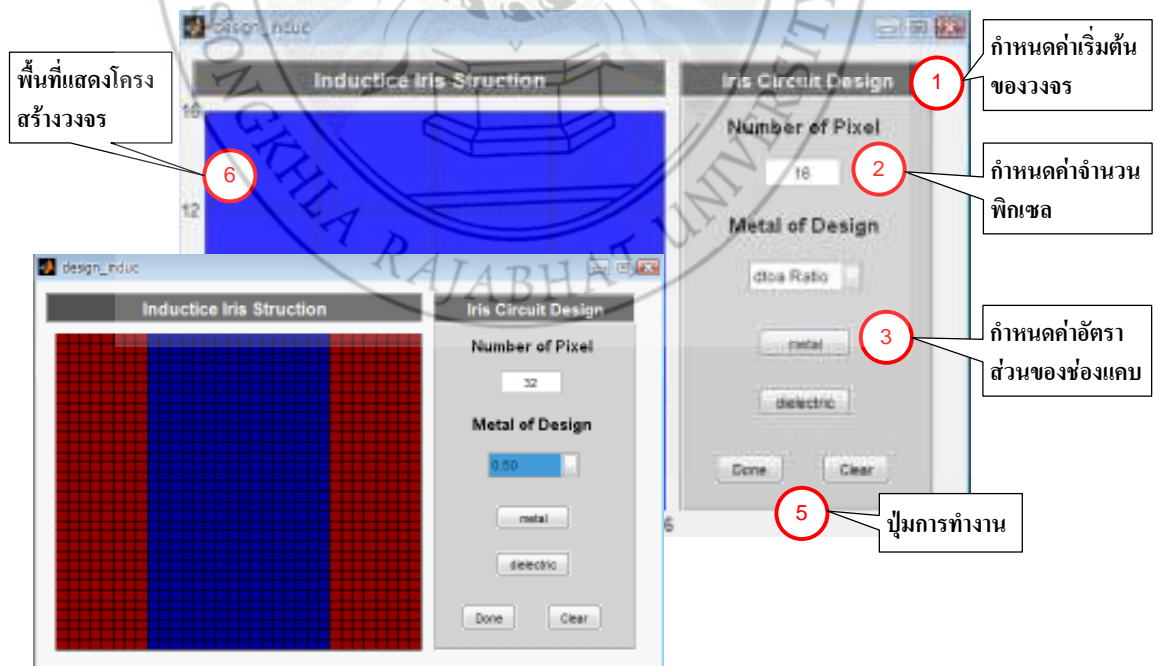 design_induc
กำหนดค่าเริ่มต้น
ของวงจร
1
พื้นที่แสดงโครง
สร้างวงจร
Inductice Iris Struction
Iris Circuit Design
16
Number of Pixel
16
2
กำหนดค่าจำนวน
พิกเซล
6
12
Metal of Design
SONGKHLA RAJABHAT UNIVERSITY
dtoa Ratio
metal
3
กำหนดค่าอัตรา
ส่วนของช่องแคบ
dielectric
Done
Clear
5
ปุ่มการทำงาน
6
design_induc
Inductice Iris Struction
Iris Circuit Design
Number of Pixel
32
Metal of Design
0.50
metal
dielectric
Done
Clear